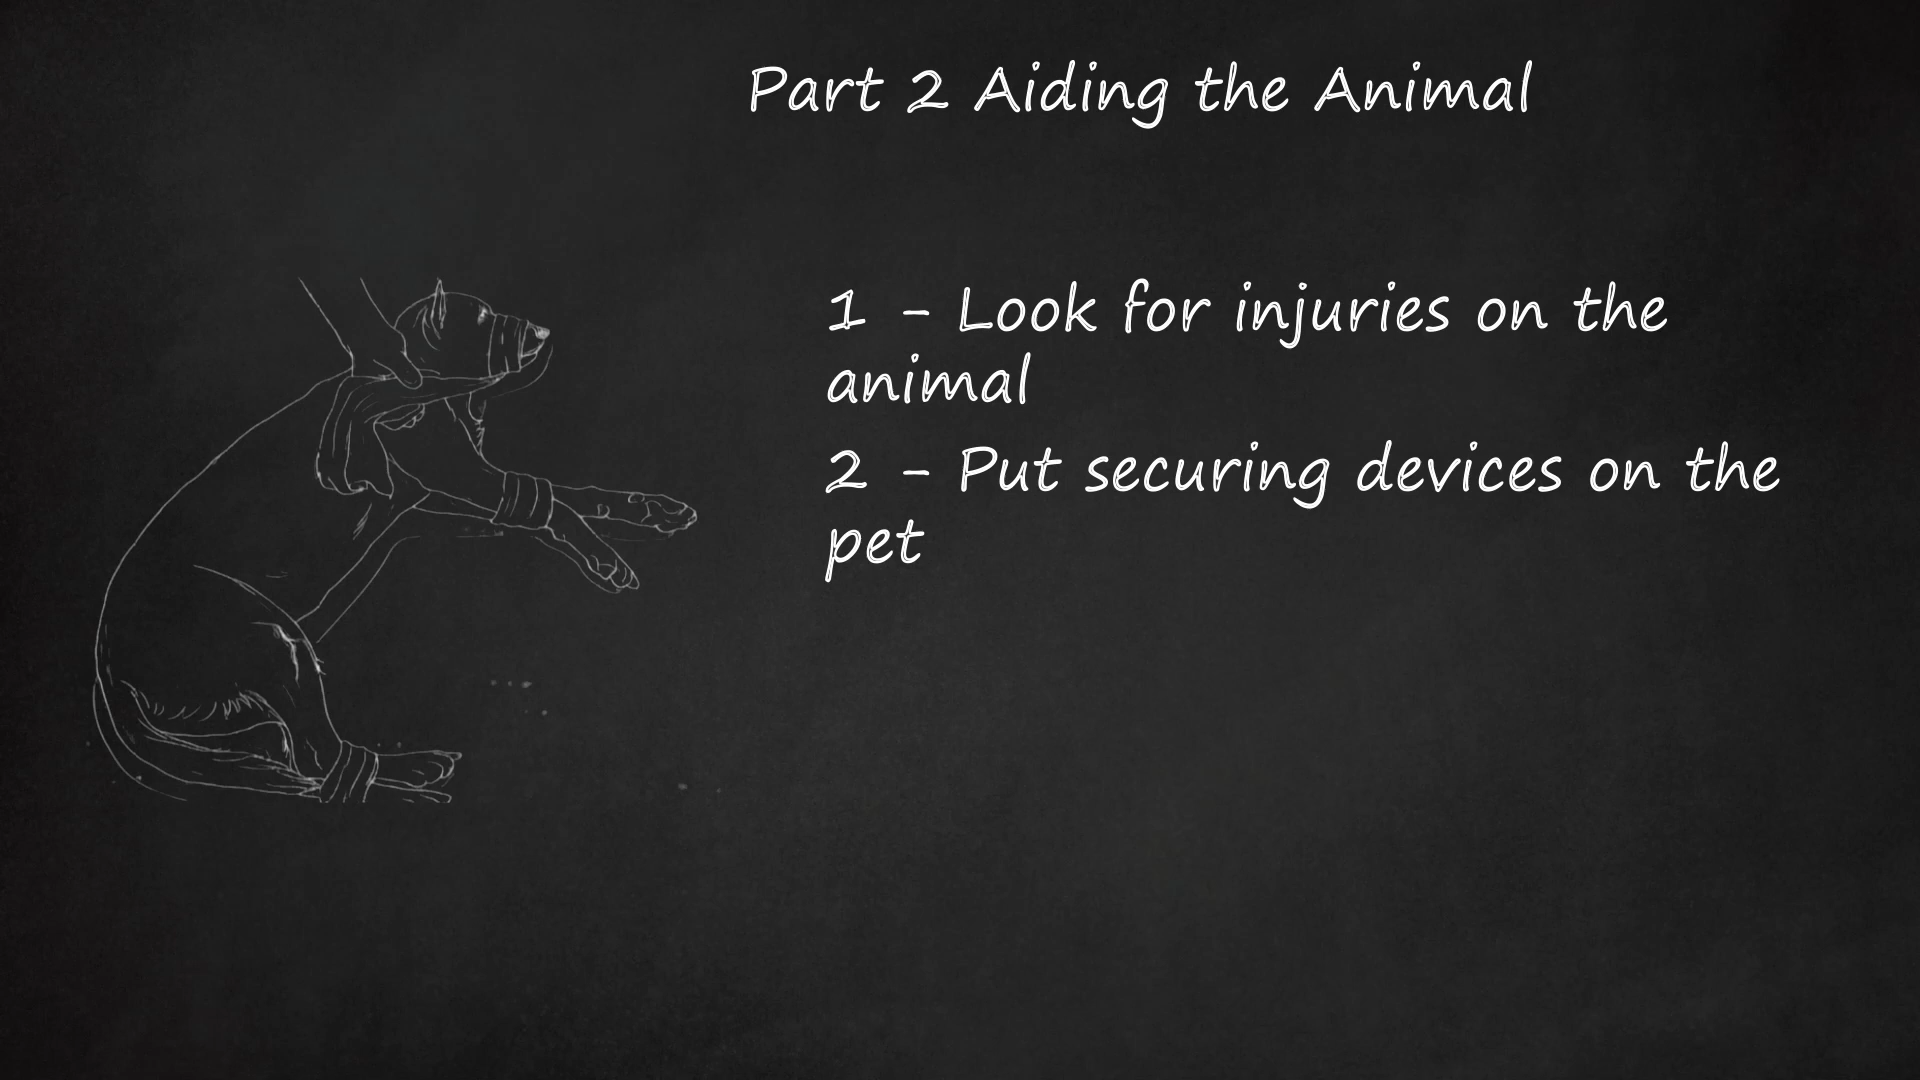 Part 2 Aiding the Animal
1 - Look for injuries on the
animal
2 - Put securing devices on the
pet